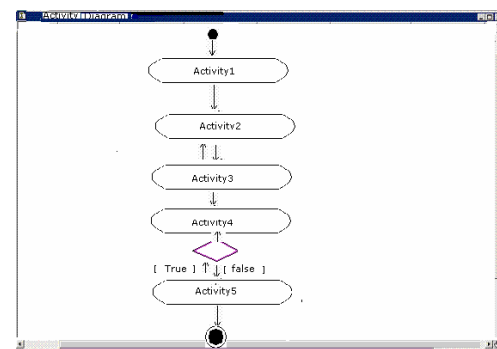 Activity Diagram
Activity1
Activity2
Activity3
Activity4
[ True ] [ false ]
Activity5